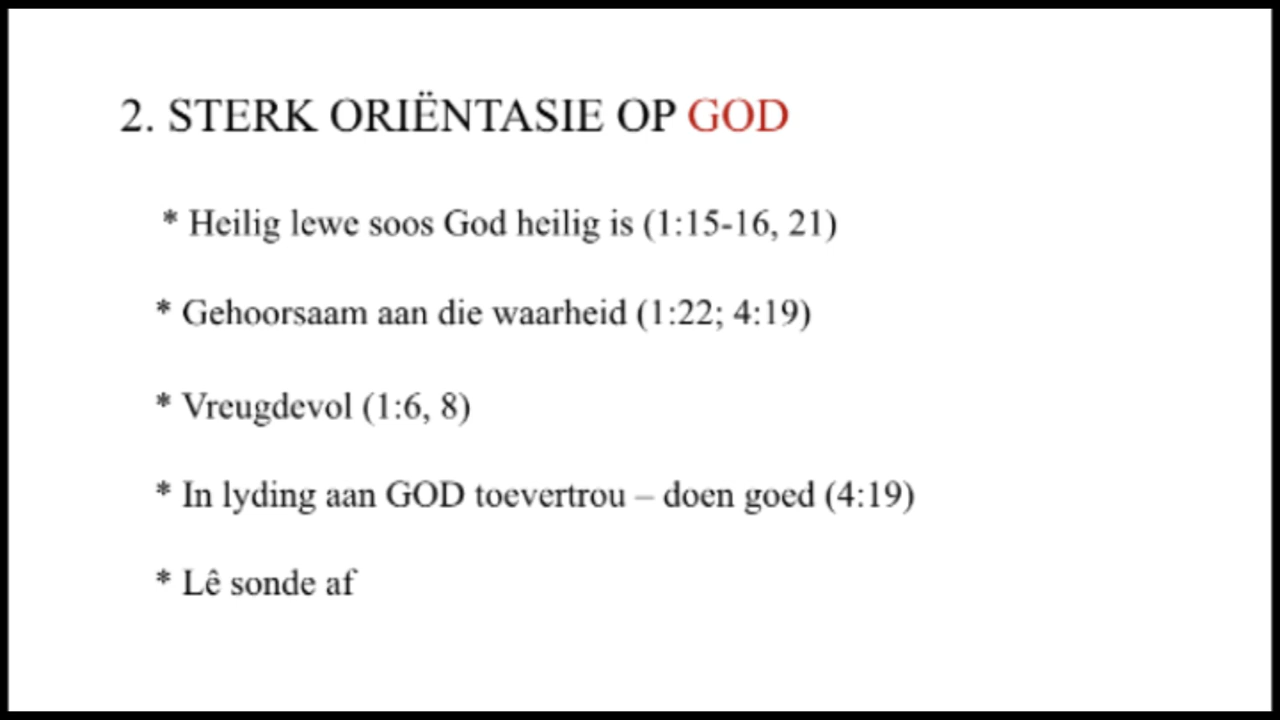 2. STERK ORIËNTASIE OP GOD
* Heilig lewe soos God heilig is (1:15-16, 21)
* Gehoorsaam aan die waarheid (1:22; 4:19)
* Vreugdevol (1:6, 8)
* In lyding aan GOD toevertrou – doen goed (4:19)
* Lê sonde af